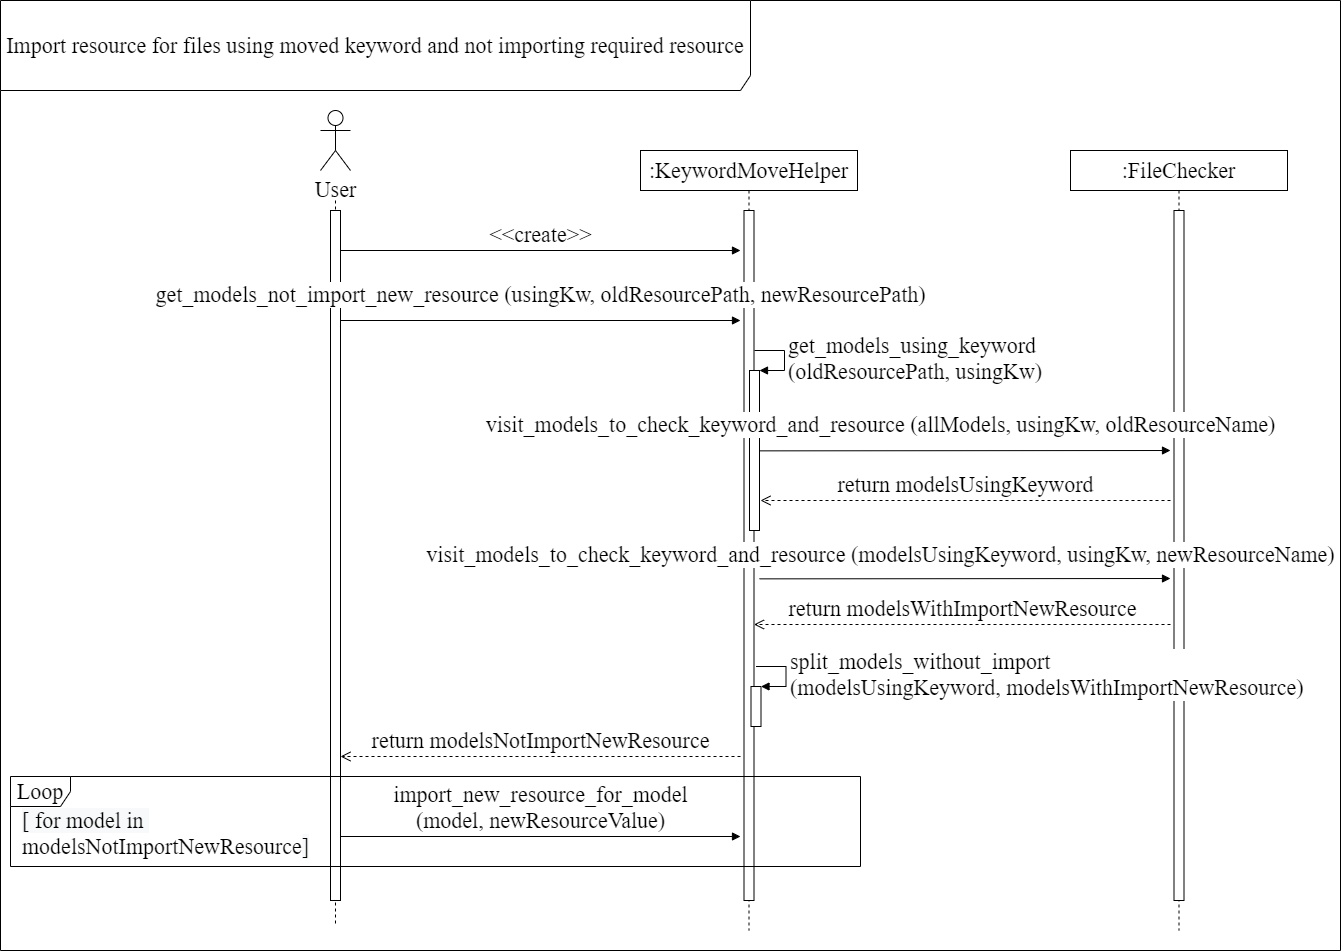 Import resource for files using moved keyword and not importing required resource
User
:KeywordMoveHelper
:FileChecker
<<create>>
get_models_not_import_new_resource (usingKw, oldResourcePath, newResourcePath)
get_models_using_keyword
(oldResourcePath, usingKw)
visit_models_to_check_keyword_and_resource (allModels, usingKw, oldResourceName)
return modelsUsingKeyword
visit_models_to_check_keyword_and_resource (modelsUsingKeyword, usingKw, newResourceName)
return modelsWithImportNewResource
split_models_without_import
(modelsUsingKeyword, modelsWithImportNewResource)
return modelsNotImportNewResource
Loop
[ for model in
modelsNotImportNewResource]
import_new_resource_for_model
(model, newResourceValue)